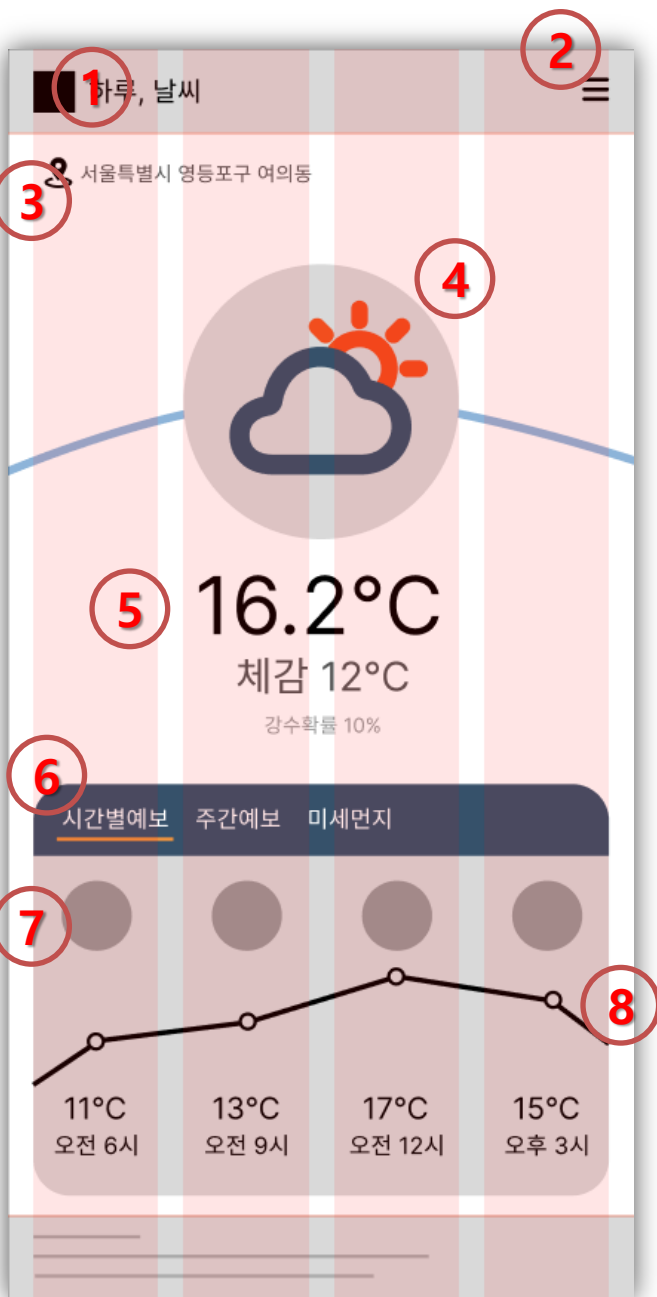 2
1 하루, 날씨
서울특별시 영등포구 여의동
3
4
16.2°C
5
체감 12°C
강수확률 10%
6
시간별예보 주간예보 미세먼지
7
8
11°C 13°C 17°C 15°C
오전 6시 오전 9시 오전 12시 오후 3시